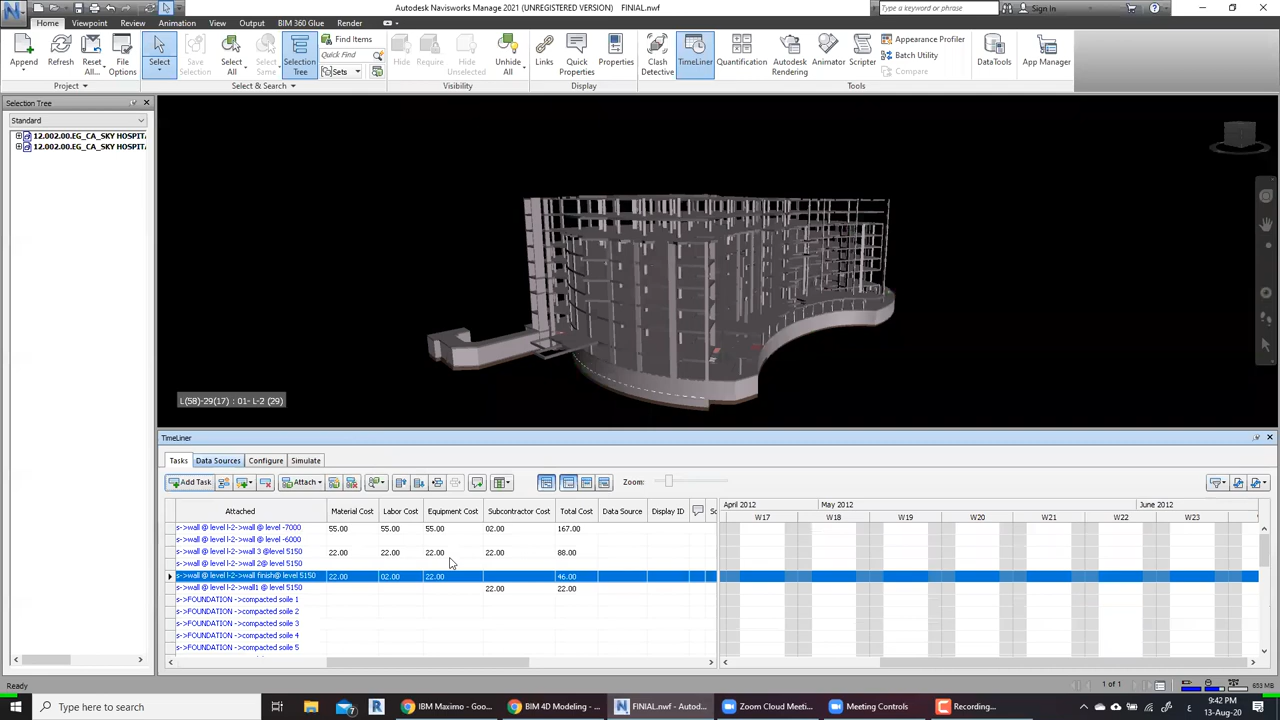 Autodesk Navisworks Manage 2021 (UNREGISTERED VERSION) FINIAL.nwf
Type a keyword or phrase
Sign In
Home Viewpoint Review Animation View Output BIM 360 Glue Render
Append
Refresh
Reset All...
File Options
Select
Save Selection
Select All
Select Same
Selection Tree
Find Items
Quick Find
Sets
Hide
Require
Hide Unselected
Unhide All
Links
Quick Properties
Properties
Clash Detective
TimeLiner
Quantification
Autodesk Rendering
Animator
Scripter
Appearance Profiler
Batch Utility
Compare
DataTools
App Manager
Project
Select & Search
Visibility
Display
Tools
Selection Tree
Standard
12.002.00.EG_CA_SKY HOSPIT
12.002.00.EG_CA_SKY HOSPIT
L(58)-29(17) : 01- L-2 (29)
TimeLiner
Tasks Data Sources Configure Simulate
Add Task
Attach
Zoom:
Attached Material Cost Labor Cost Equipment Cost Subcontractor Cost Total Cost Data Source Display ID
s->wall @ level l-2->wall @ level -7000 55.00 55.00 55.00 02.00 167.00
s->wall @ level l-2->wall @ level -6000
s->wall @ level l-2->wall 3 @level 5150 22.00 22.00 22.00 22.00 88.00
s->wall @ level l-2->wall 2@ level 5150
s->wall @ level l-2->wall finish@ level 5150 22.00 02.00 22.00 46.00
s->wall @ level l-2->wall1 @ level 5150 22.00 22.00
s->FOUNDATION ->compacted soile 1
s->FOUNDATION ->compacted soile 2
s->FOUNDATION ->compacted soile 3
s->FOUNDATION ->compacted soile 4
s->FOUNDATION ->compacted soile 5
April 2012 May 2012 June 2012
W17 W18 W19 W20 W21 W22 W23
Ready
1 of 1
653 MB
Type here to search
IBM Maximo - Goo...
BIM 4D Modeling - ...
FINIAL.nwf - Autod...
Zoom Cloud Meetin...
Meeting Controls
Recording...
9:42 PM
13-Aug-20